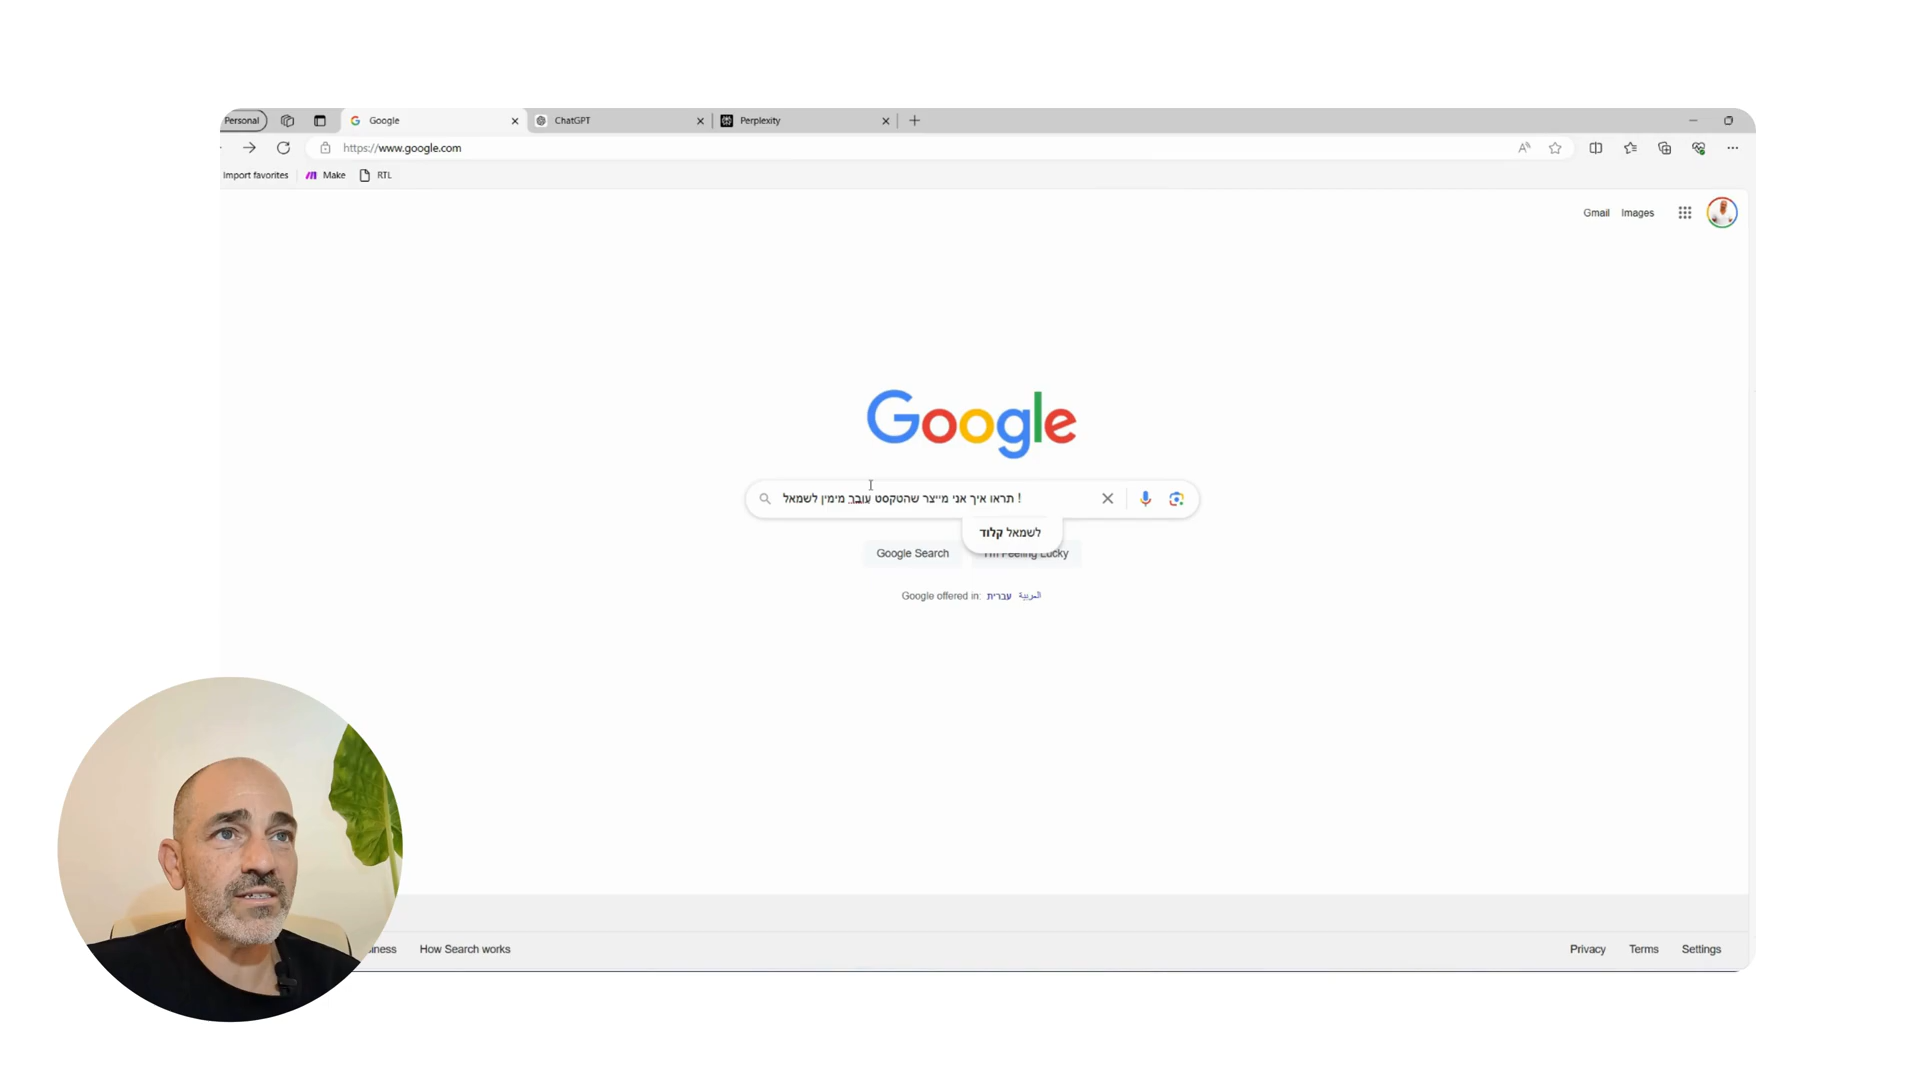 Personal
Google
ChatGPT
Perplexity
https://www.google.com
Import favorites
Make
RTL
Gmail
Images
Google
תראו איך אני מייצר שהטקסט עובר מימין לשמאל !
לשמאל קלוד
Google Search
I'm Feeling Lucky
Google offered in: עברית العربية
How Search works
Privacy
Terms
Settings